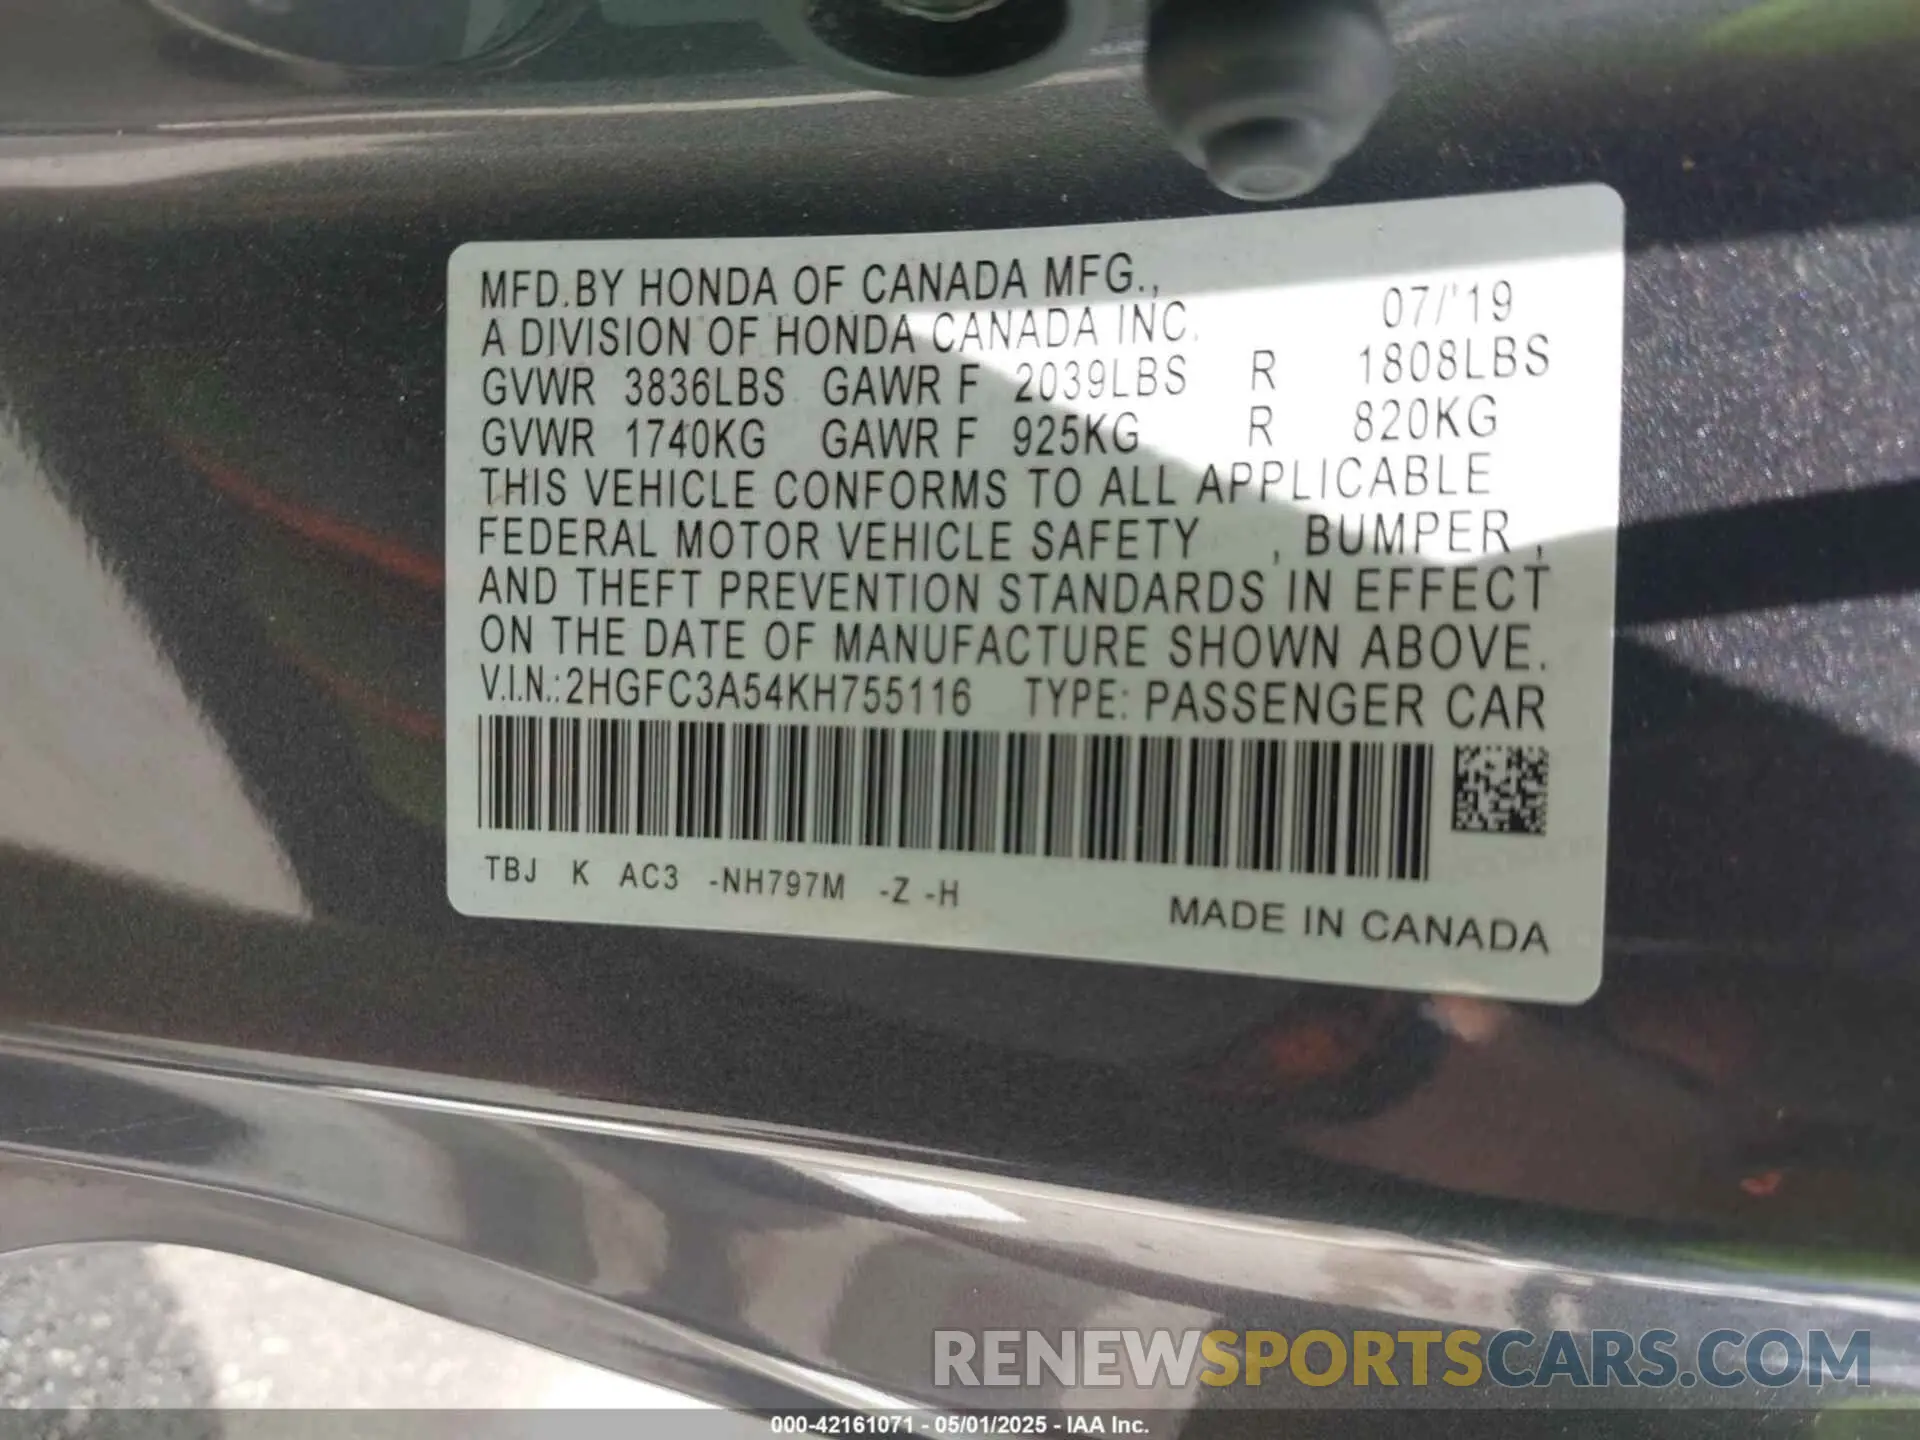 MFD.BY HONDA OF CANADA MFG.,
A DIVISION OF HONDA CANADA INC. 07/'19
GVWR 3836LBS GAWR F 2039LBS R 1808LBS
GVWR 1740KG GAWR F 925KG R 820KG
THIS VEHICLE CONFORMS TO ALL APPLICABLE
FEDERAL MOTOR VEHICLE SAFETY , BUMPER ,
AND THEFT PREVENTION STANDARDS IN EFFECT
ON THE DATE OF MANUFACTURE SHOWN ABOVE.
V.I.N.:2HGFC3A54KH755116 TYPE: PASSENGER CAR
TBJ K AC3 -NH797M -Z -H
MADE IN CANADA
RENEWSPORTSCARS.COM
000-42161071 - 05/01/2025 - IAA Inc.